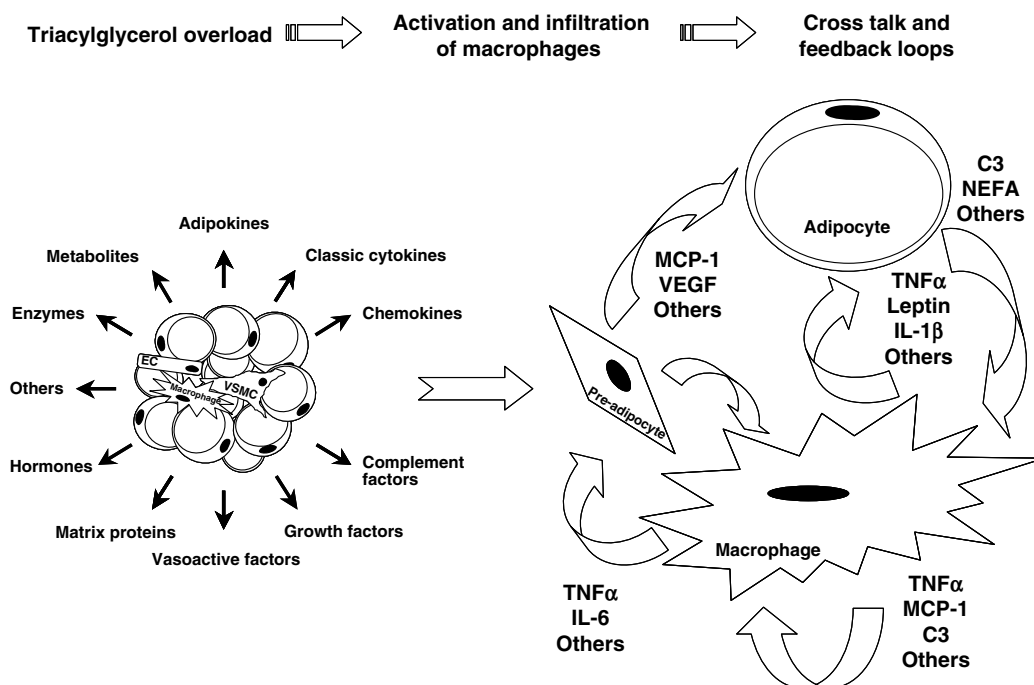 Triacylglycerol overload
Activation and infiltration
of macrophages
Cross talk and
feedback loops
Adipokines
Metabolites
Classic cytokines
Enzymes
Chemokines
Others
EC
Macrophage
VSMC
Hormones
Complement
factors
Matrix proteins
Growth factors
Vasoactive factors
Adipocyte
C3
NEFA
Others
MCP-1
VEGF
Others
TNFα
Leptin
IL-1β
Others
Pre-adipocyte
Macrophage
TNFα
IL-6
Others
TNFα
MCP-1
C3
Others